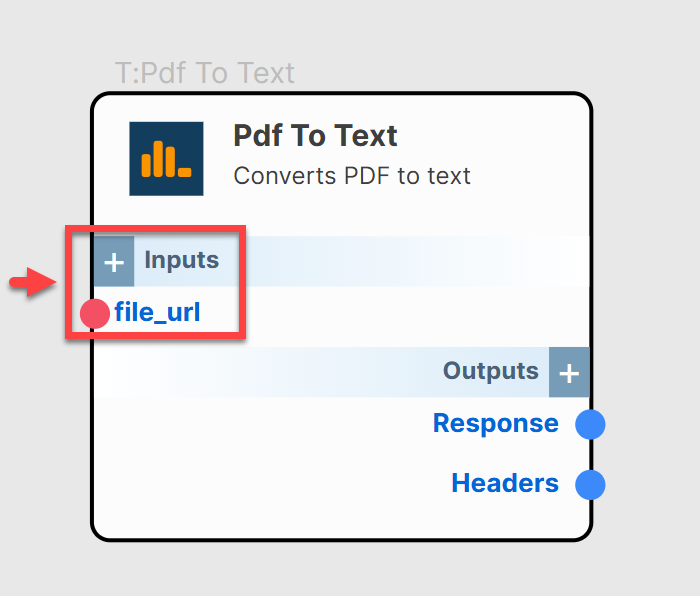 T:Pdf To Text
Pdf To Text
Converts PDF to text
+ Inputs
file_url
Outputs +
Response
Headers